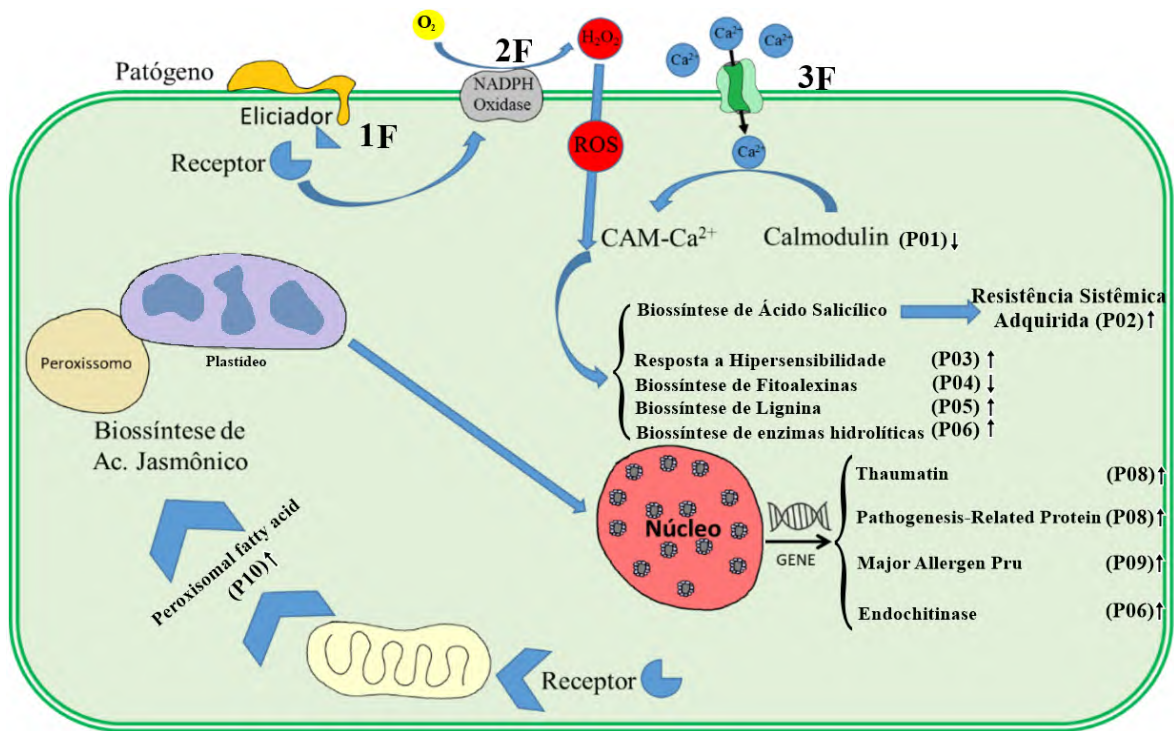 O₂
2F
H₂O₂
Ca²⁺
Ca²⁺
Ca²⁺
3F
Patógeno
NADPH
Oxidase
Eliciador
1F
Receptor
ROS
Ca²⁺
CAM-Ca²⁺
Calmodulin (P01)↓
Biossíntese de Ácido Salicílico
Resistência Sistêmica
Adquirida (P02)↑
Resposta a Hipersensibilidade (P03) ↑
Biossíntese de Fitoalexinas (P04) ↓
Biossíntese de Lignina (P05) ↑
Biossíntese de enzimas hidrolíticas (P06) ↑
Peroxissomo
Plastídeo
Biossíntese de
Ac. Jasmônico
Peroxisomal fatty acid
(P10)↑
Núcleo
GENE
Thaumatin (P08)↑
Pathogenesis-Related Protein (P08)↑
Major Allergen Pru (P09)↑
Endochitinase (P06)↑
Receptor